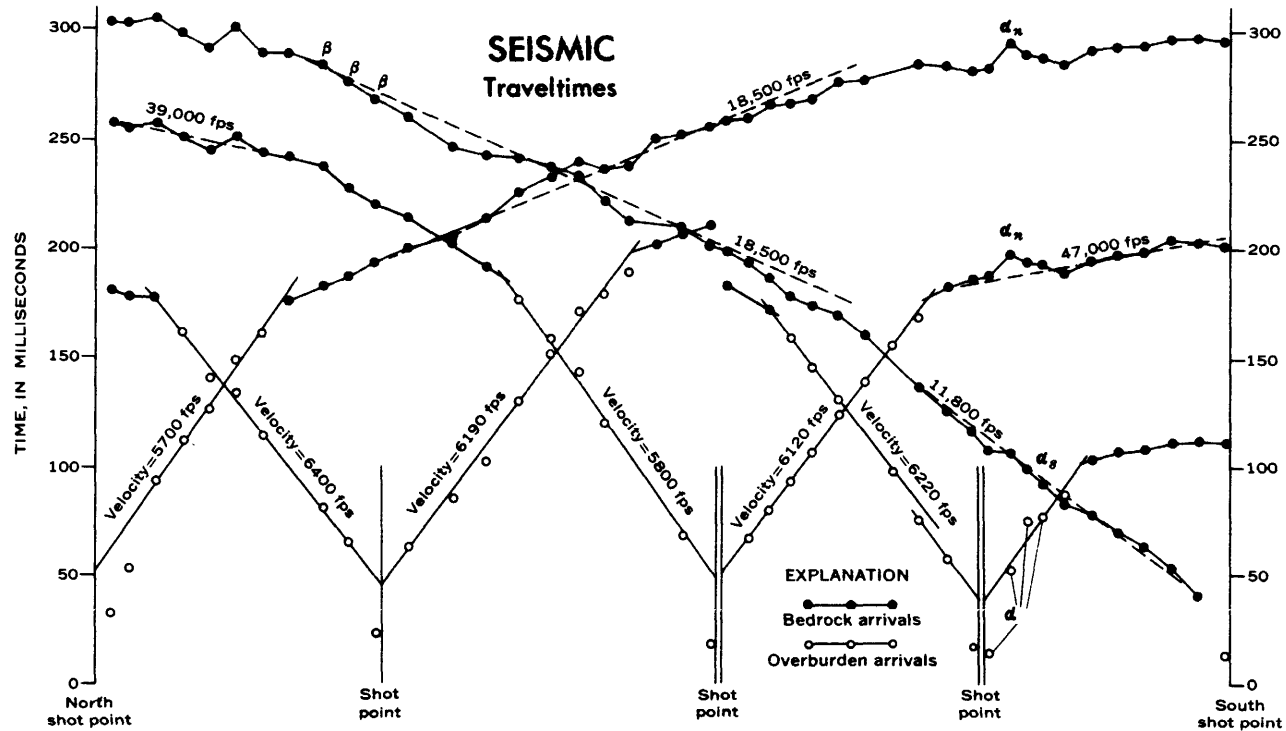 SEISMIC
Traveltimes
TIME, IN MILLISECONDS
300
250
200
150
100
50
0
300
250
200
150
100
50
0
β
β
β
39,000 fps
18,500 fps
18,500 fps
αn
αn
47,000 fps
11,800 fps
α8
α
Velocity=5700 fps
Velocity=6400 fps
Velocity=6190 fps
Velocity=5800 fps
Velocity=6120 fps
Velocity=6220 fps
EXPLANATION
Bedrock arrivals
Overburden arrivals
North
shot point
Shot
point
Shot
point
Shot
point
South
shot point